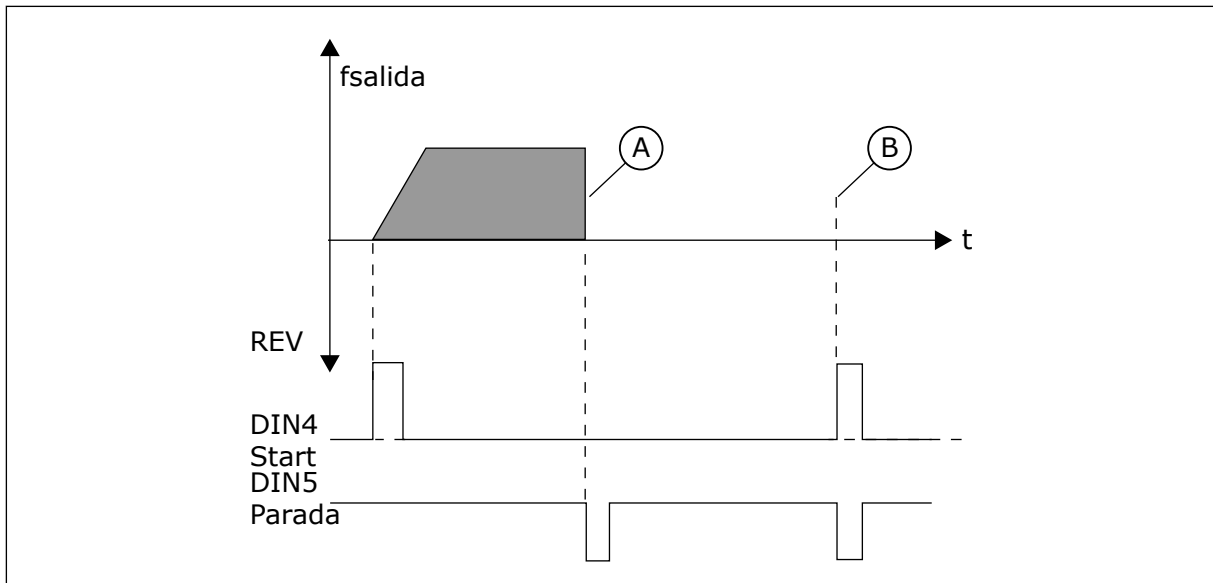 fsalida
A
B
t
REV
DIN4
Start
DIN5
Parada